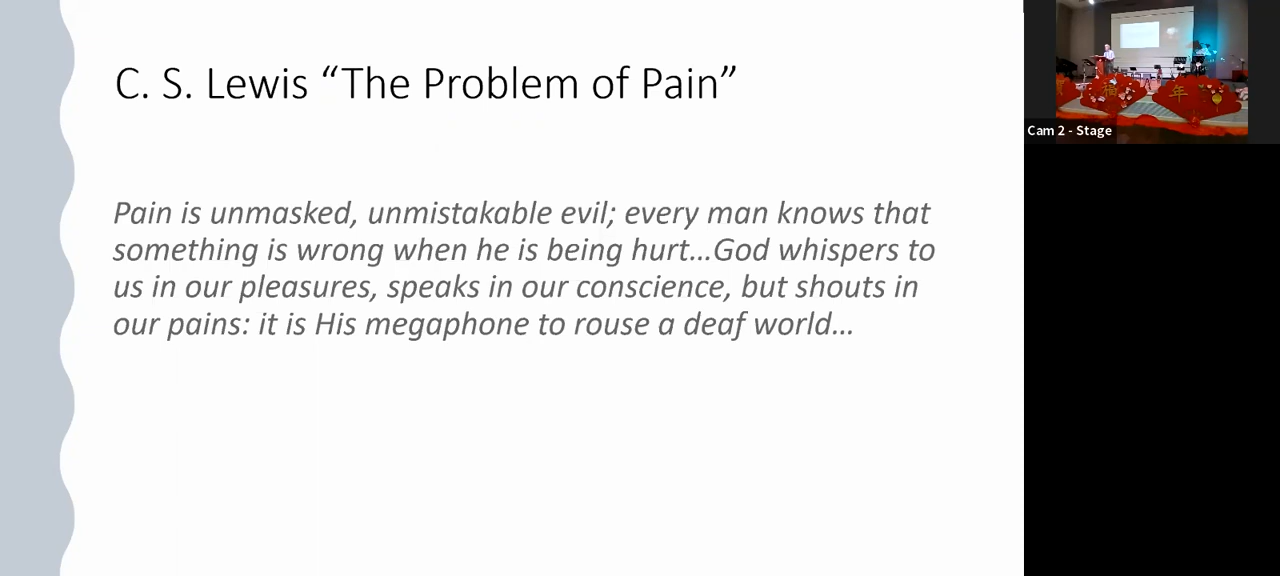 C. S. Lewis “The Problem of Pain”
Pain is unmasked, unmistakable evil; every man knows that
something is wrong when he is being hurt…God whispers to
us in our pleasures, speaks in our conscience, but shouts in
our pains: it is His megaphone to rouse a deaf world…
福
年
Cam 2 - Stage